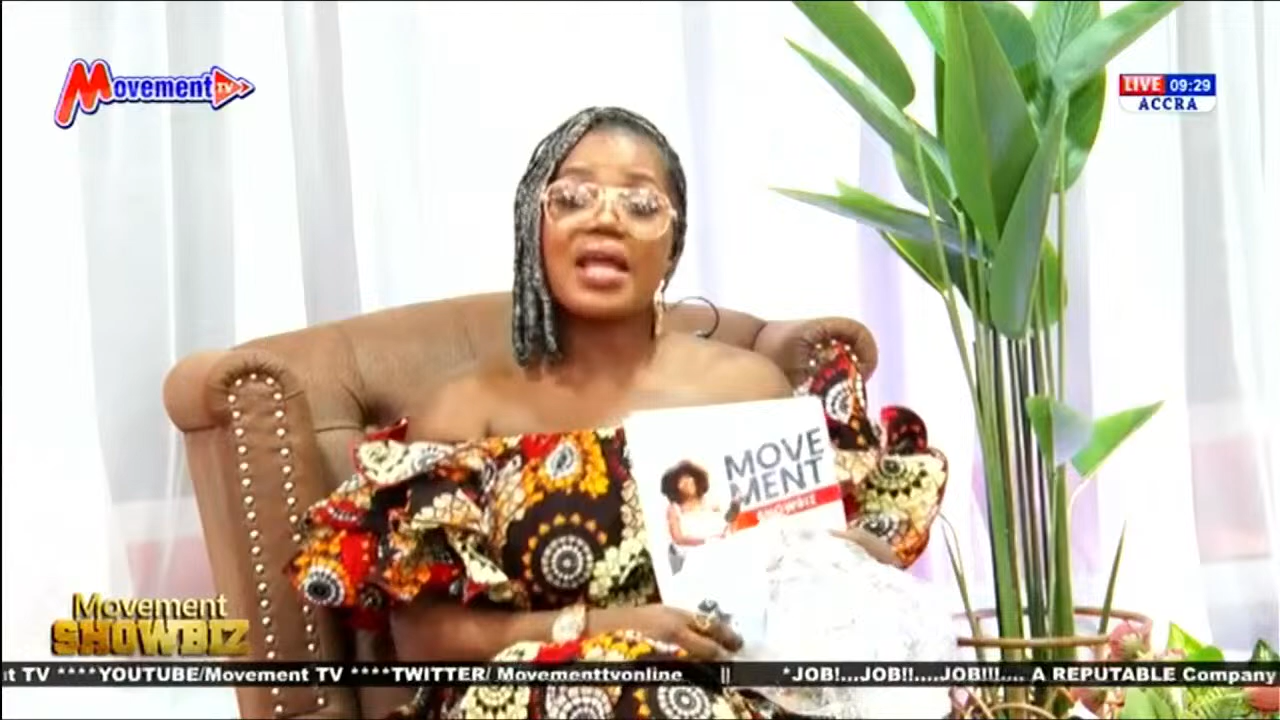 Movement TV
LIVE 09:29
ACCRA
MOVE
MENT
SHOWBIZ
Movement
SHOWBIZ
t TV ****YOUTUBE/Movement TV ****TWITTER/ Movementtvonline || *JOB!...JOB!!....JOB!!!.... A REPUTABLE Company